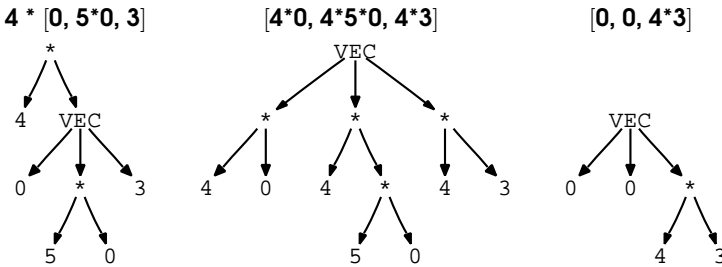 4 * [0, 5*0, 3] [4*0, 4*5*0, 4*3] [0, 0, 4*3]
* VEC
4 VEC * * * VEC
0 * 3 4 0 4 * 4 3 0 0 *
5 0 5 0 4 3